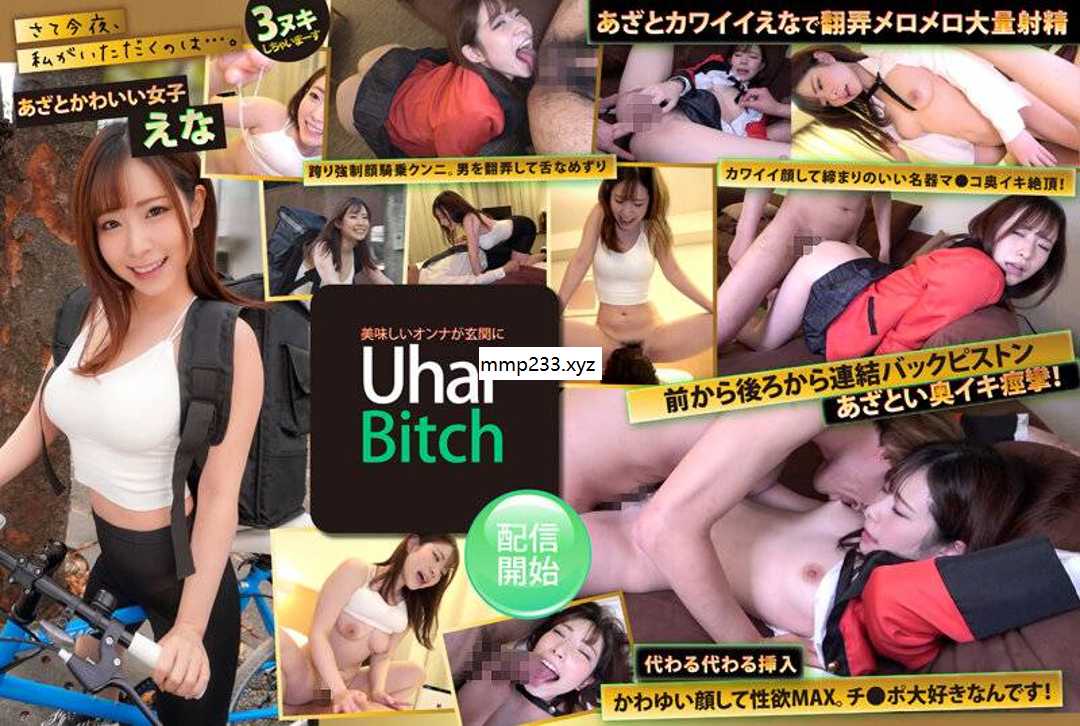 さて今夜、
私がいただくのは…。
あざとかわいい女子
えな
3ヌキ
しちゃいまーす
あざとカワイイえなで翻弄メロメロ大量射精
跨り強制顔騎乗クンニ。男を翻弄して舌なめずり
カワイイ顔して締まりのいい名器マ●コ奥イキ絶頂!
美味しいオンナが玄関に
Uhar
Bitch
mmp233.xyz
前から後ろから連結バックピストン
あざとい奥イキ痙攣!
配信
開始
代わる代わる挿入
かわゆい顔して性欲MAX。チ●ポ大好きなんです!